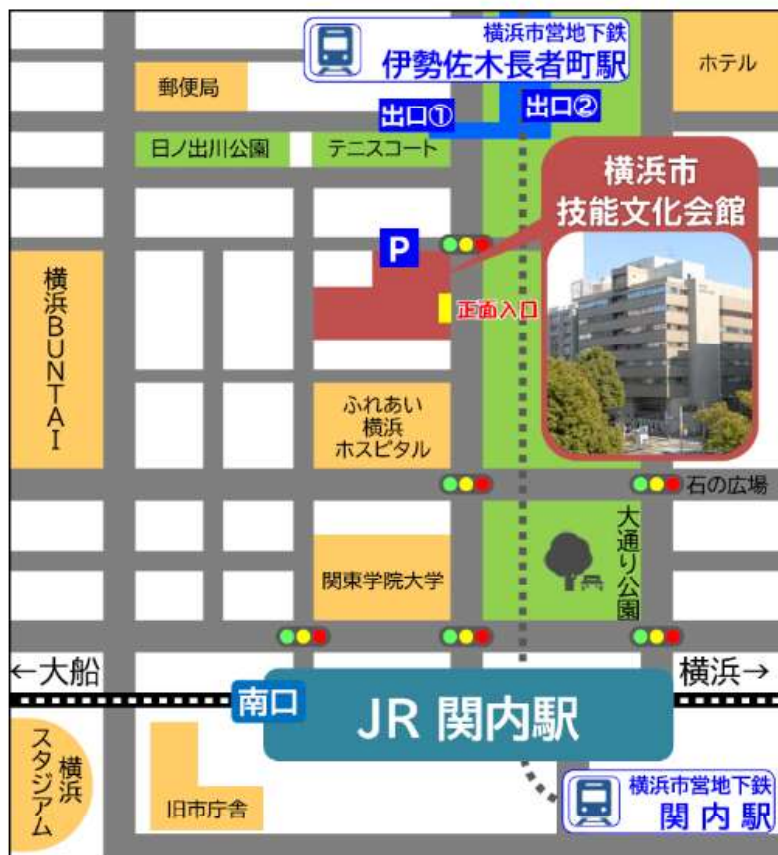 横浜市営地下鉄
伊勢佐木長者町駅
ホテル
郵便局
出口①
出口②
日ノ出川公園
テニスコート
横浜市
技能文化会館
P
正面入口
横浜BUNTAI
ふれあい
横浜
ホスピタル
石の広場
大通り公園
関東学院大学
←大船
横浜→
南口
JR 関内駅
横浜
スタジアム
旧市庁舎
横浜市営地下鉄
関内駅